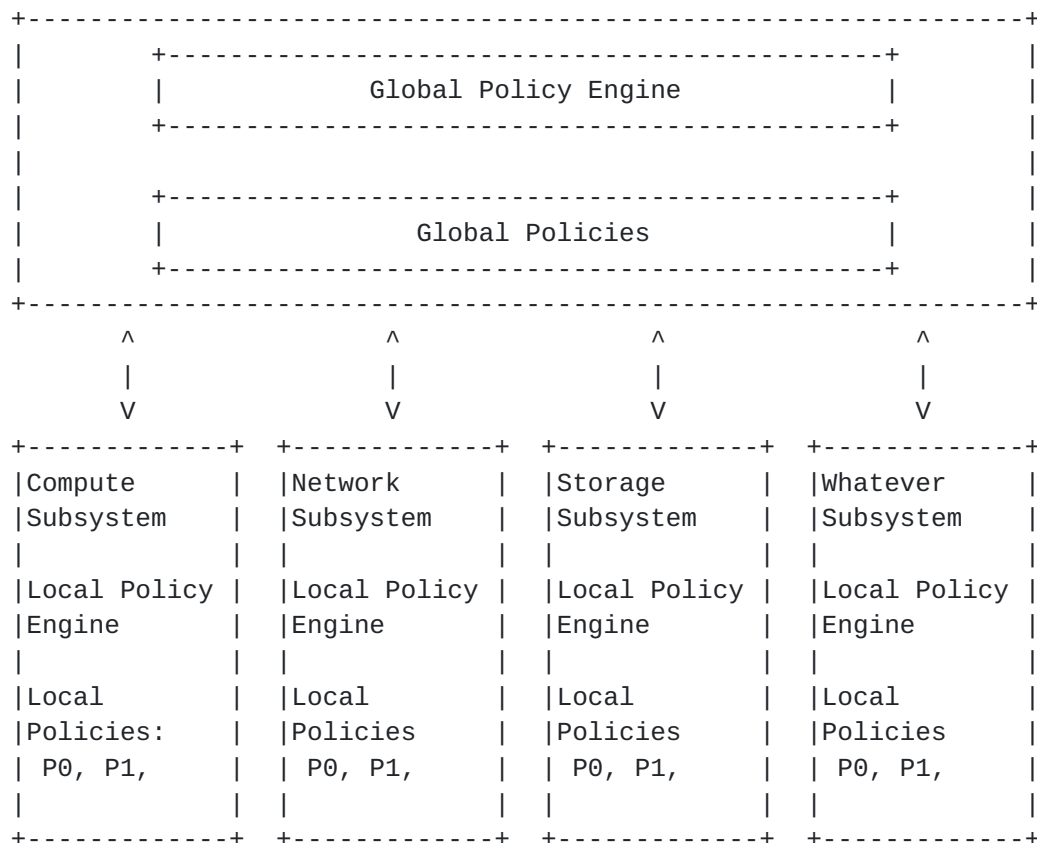 Global Policy Engine
Global Policies
Compute
Subsystem
Local Policy
Engine
Local
Policies:
P0, P1,
Network
Subsystem
Local Policy
Engine
Local
Policies
P0, P1,
Storage
Subsystem
Local Policy
Engine
Local
Policies
P0, P1,
Whatever
Subsystem
Local Policy
Engine
Local
Policies
P0, P1,